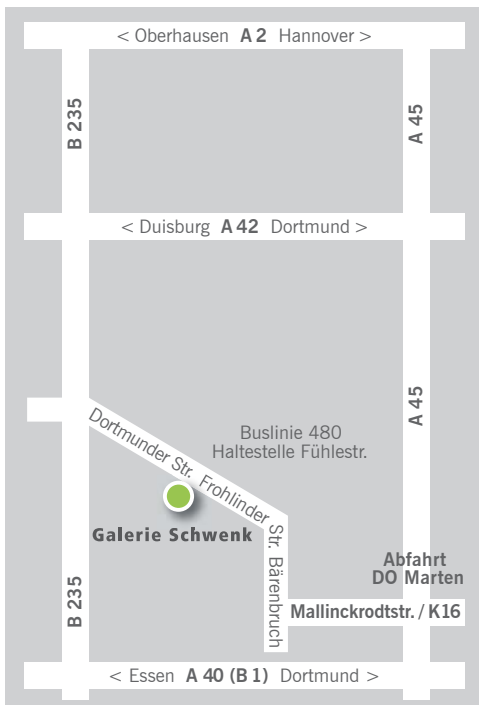 < Oberhausen A 2 Hannover >
B 235
A 45
< Duisburg A 42 Dortmund >
A 45
Dortmunder Str. Frohlinder Str. Bärenbruch
Buslinie 480
Haltestelle Fühlestr.
Galerie Schwenk
Abfahrt
DO Marten
B 235
Mallinckrodtstr. / K16
< Essen A 40 (B 1) Dortmund >